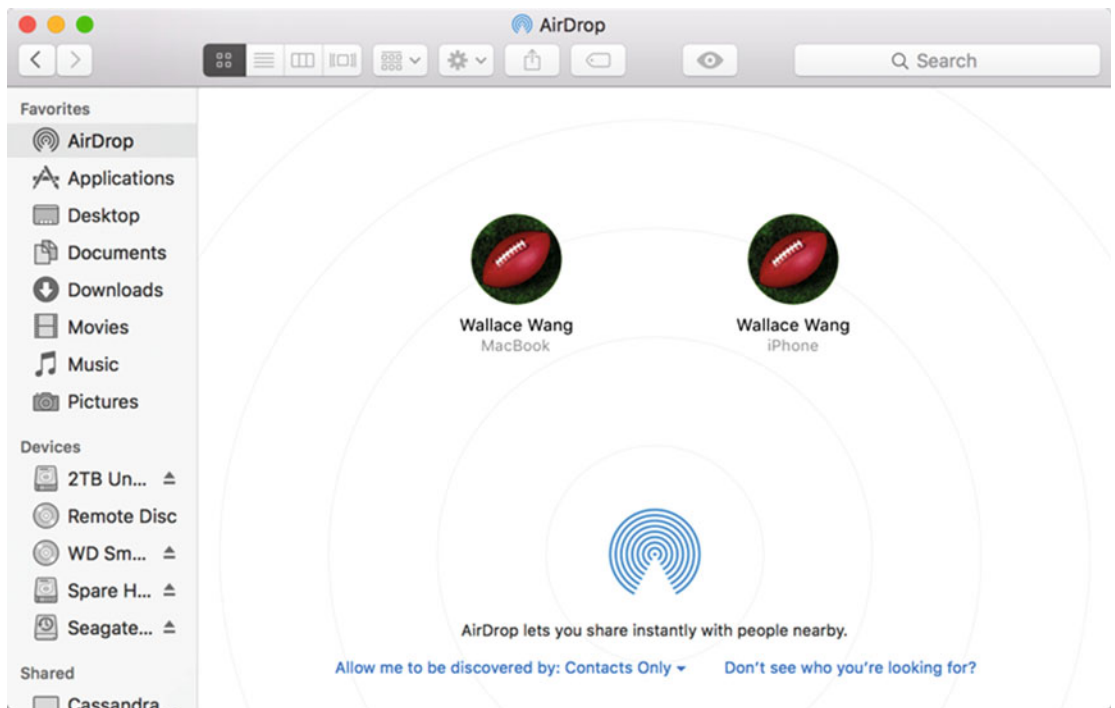 AirDrop
Search
Favorites
AirDrop
Applications
Desktop
Documents
Downloads
Movies
Music
Pictures
Devices
2TB Un...
Remote Disc
WD Sm...
Spare H...
Seagate...
Shared
Cassandra
Wallace Wang
MacBook
Wallace Wang
iPhone
AirDrop lets you share instantly with people nearby.
Allow me to be discovered by: Contacts Only
Don't see who you're looking for?